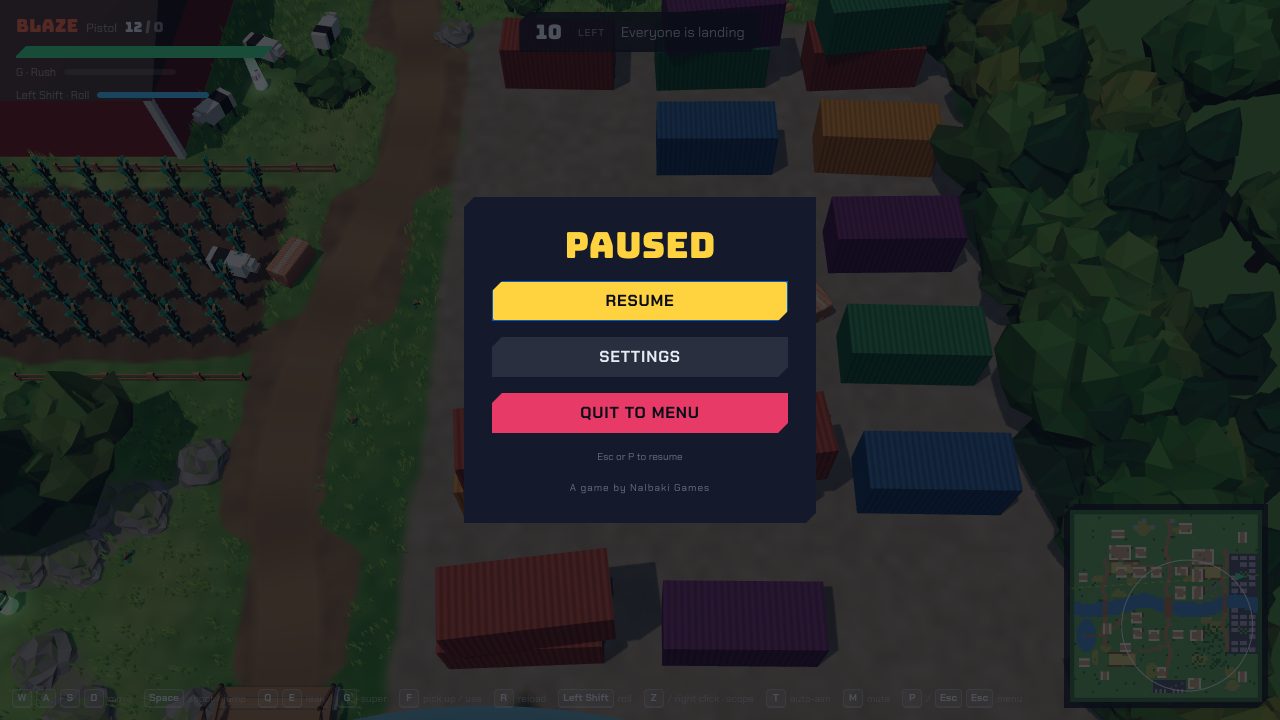 BLAZE Pistol 12 / 0
10 LEFT Everyone is landing
G · Rush
Left Shift · Roll
PAUSED
RESUME
SETTINGS
QUIT TO MENU
Esc or P to resume
A game by Nalbaki Games
W A S D Space Q E G super F pick up / use R reload Left Shift roll Z / right-click · scope T auto-aim M mute P / Esc Esc menu